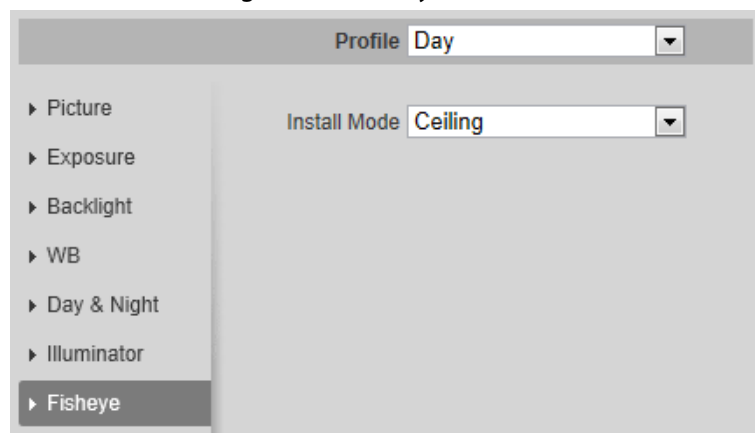 Profile Day
Picture
Install Mode Ceiling
Exposure
Backlight
WB
Day & Night
Illuminator
Fisheye